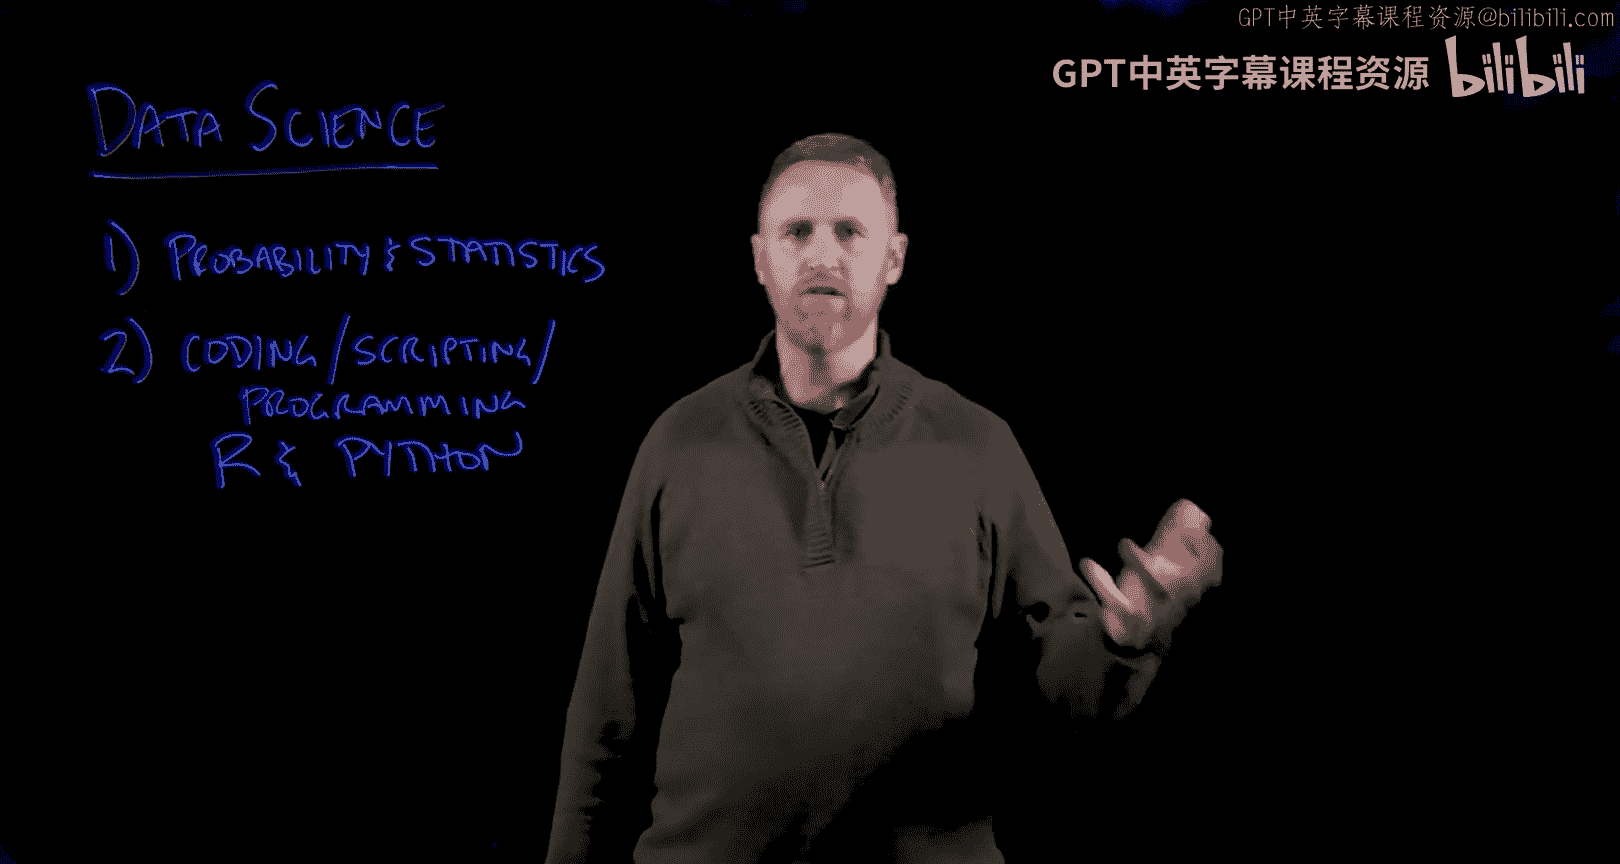 GPT中英字幕课程资源@bilibili.com
GPT中英字幕课程资源 bilibili
DATA SCIENCE
1) PROBABILITY & STATISTICS
2) CODING/SCRIPTING/
PROGRAMMING
R & PYTHON